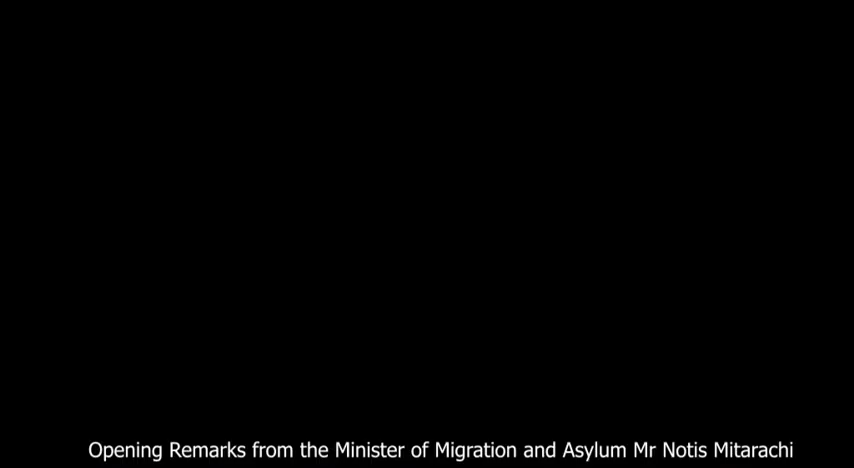 Opening Remarks from the Minister of Migration and Asylum Mr Notis Mitarachi